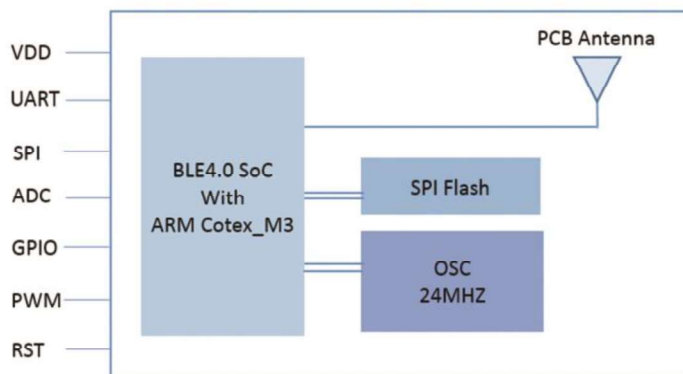 VDD
UART
SPI
ADC
GPIO
PWM
RST
BLE4.0 SoC
With
ARM Cotex_M3
PCB Antenna
SPI Flash
OSC
24MHZ